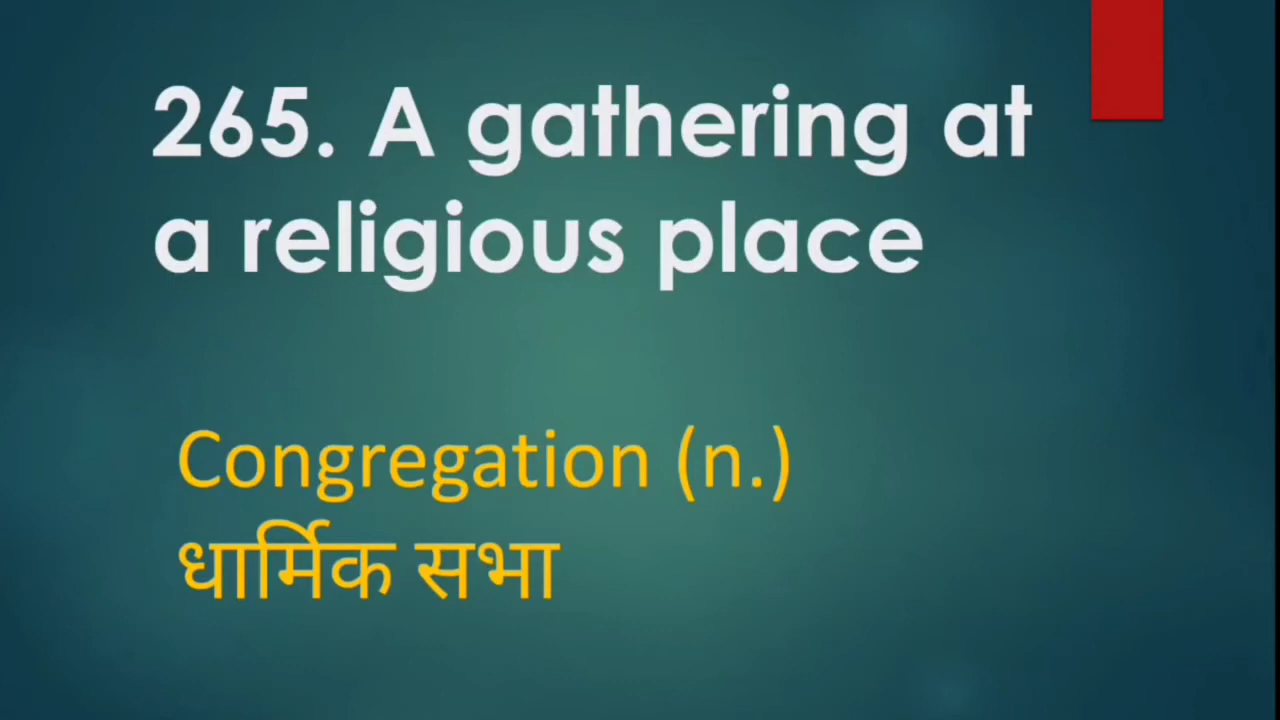 265. A gathering at
a religious place
Congregation (n.)
धार्मिक सभा